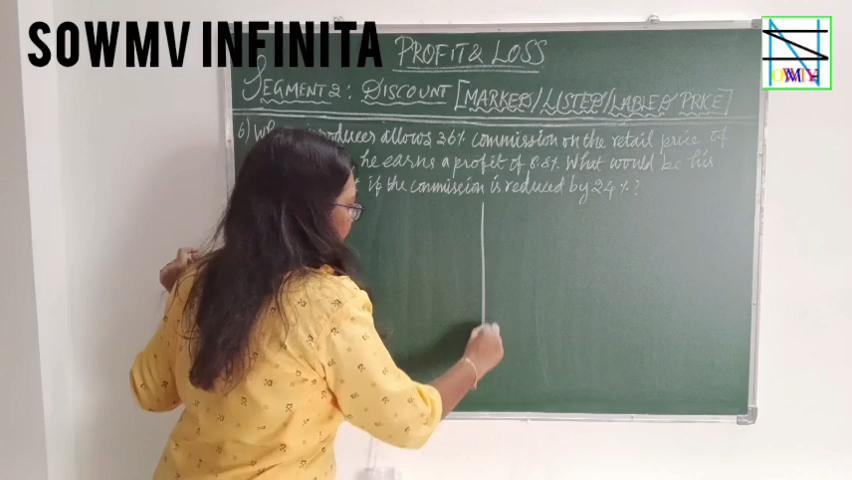 SOWMV INFINITA
PROFIT & LOSS
SEGMENT 2 : DISCOUNT [MARKED/LISTED/LABLED PRICE]
6) producer allows 36% commission on the retail price of
he earns a profit of 8.8%. What would be his
if the commission is reduced by 24%?